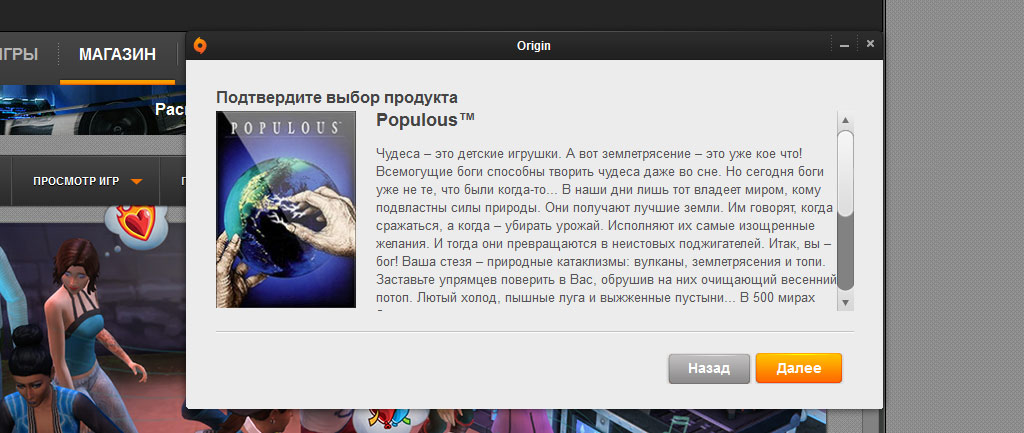 Origin
ИГРЫ
МАГАЗИН
ПРОСМОТР ИГР
Подтвердите выбор продукта
POPULOUS
Populous™
Чудеса – это детские игрушки. А вот землетрясение – это уже кое что!
Всемогущие боги способны творить чудеса даже во сне. Но сегодня боги
уже не те, что были когда-то... В наши дни лишь тот владеет миром, кому
подвластны силы природы. Они получают лучшие земли. Им говорят, когда
сражаться, а когда – убирать урожай. Исполняют их самые изощренные
желания. И тогда они превращаются в неистовых поджигателей. Итак, вы –
бог! Ваша стезя – природные катаклизмы: вулканы, землетрясения и топи.
Заставьте упрямцев поверить в Вас, обрушив на них очищающий весенний
потоп. Лютый холод, пышные луга и выжженные пустыни... В 500 мирах
Назад
Далее